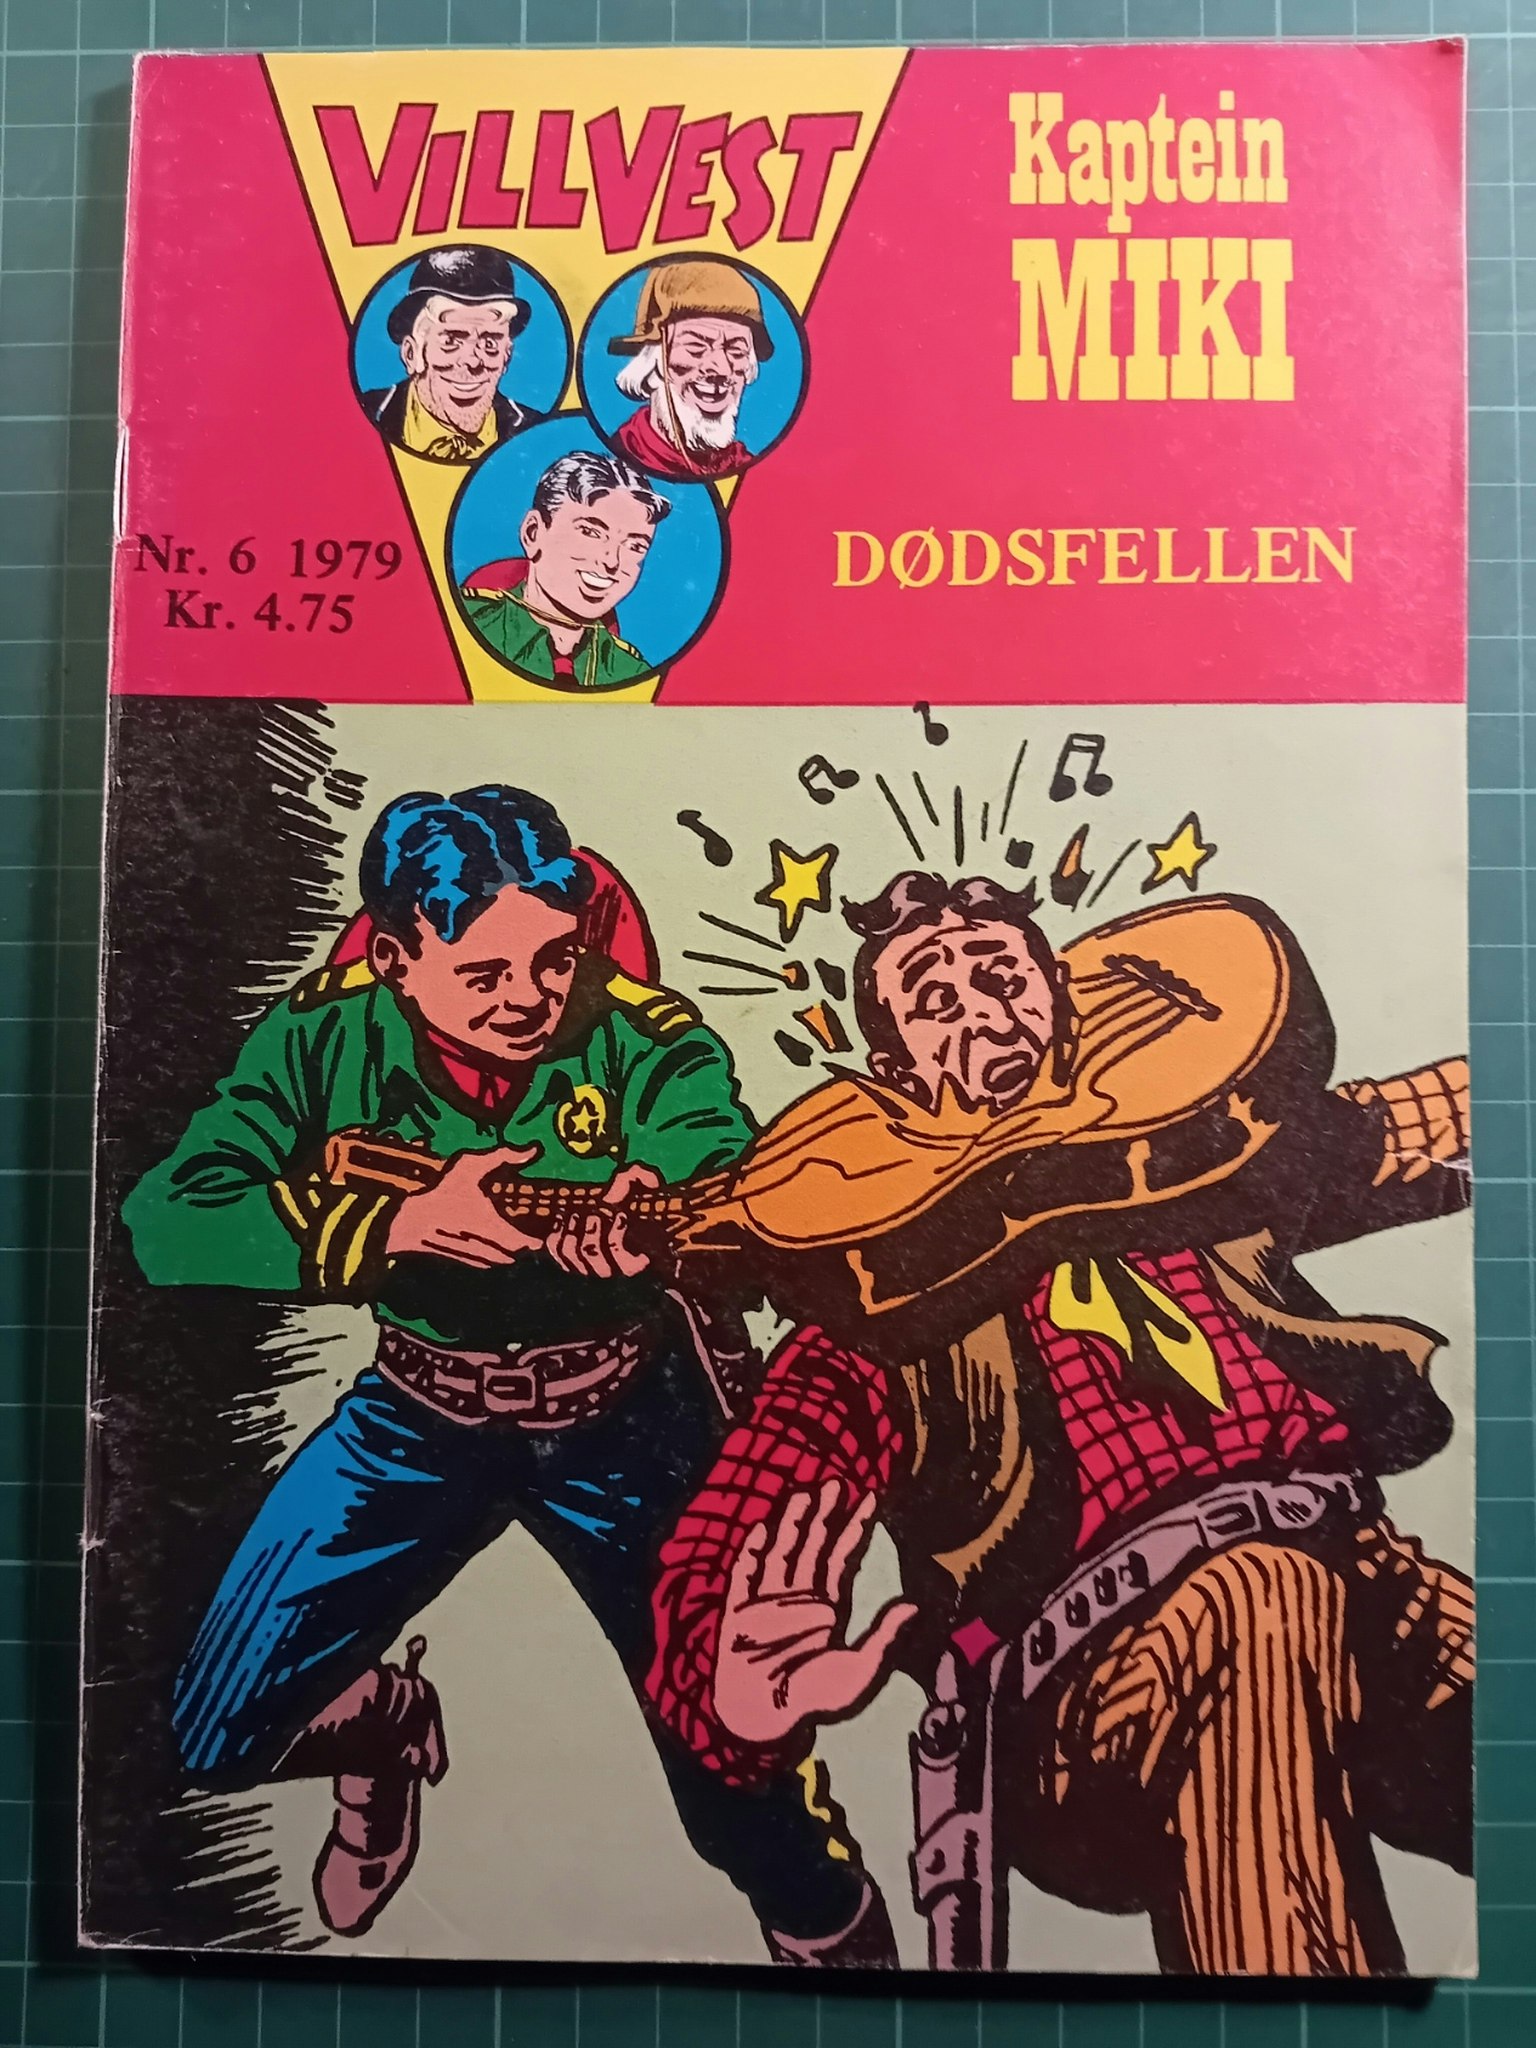 VILLVEST
Kaptein
MIKI
Nr. 6 1979
Kr. 4.75
DØDSFELLEN